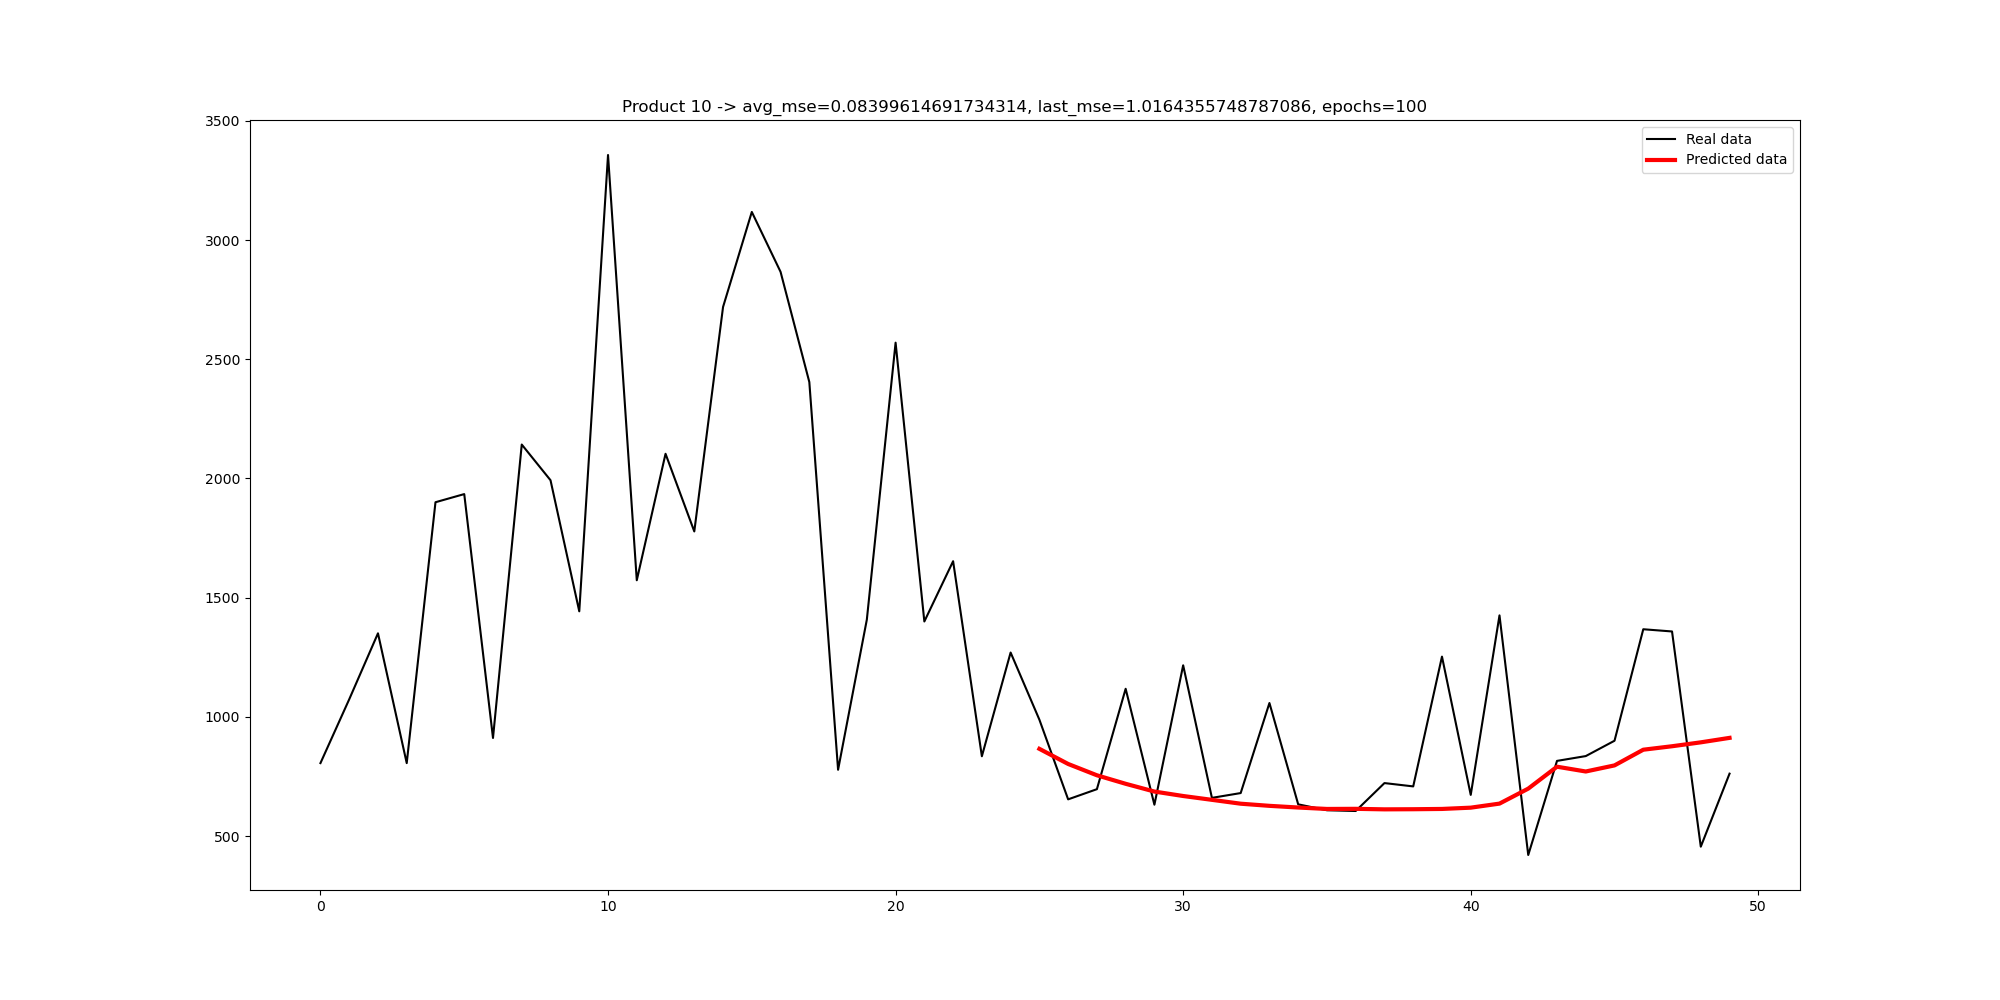 Product 10 -> avg_mse=0.08399614691734314, last_mse=1.0164355748787086, epochs=100
Real data
Predicted data
3500
3000
2500
2000
1500
1000
500
0 10 20 30 40 50